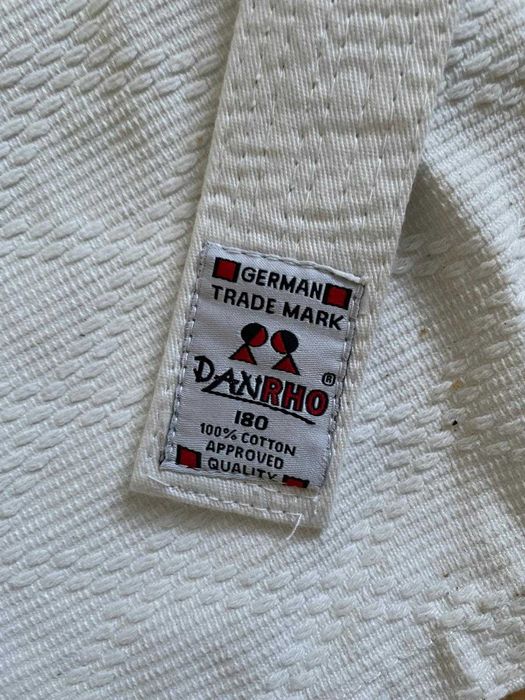 GERMAN
TRADE MARK
DANRHO®
180
100% COTTON
APPROVED
QUALITY